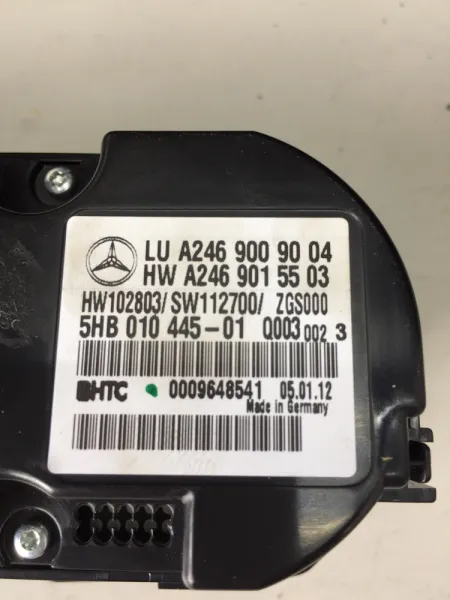 LU A246 900 90 04
HW A246 901 55 03
HW102803/ SW112700/ ZGS000
5HB 010 445-01 Q003 002 3
BHTC 0009648541 05.01.12
Made in Germany